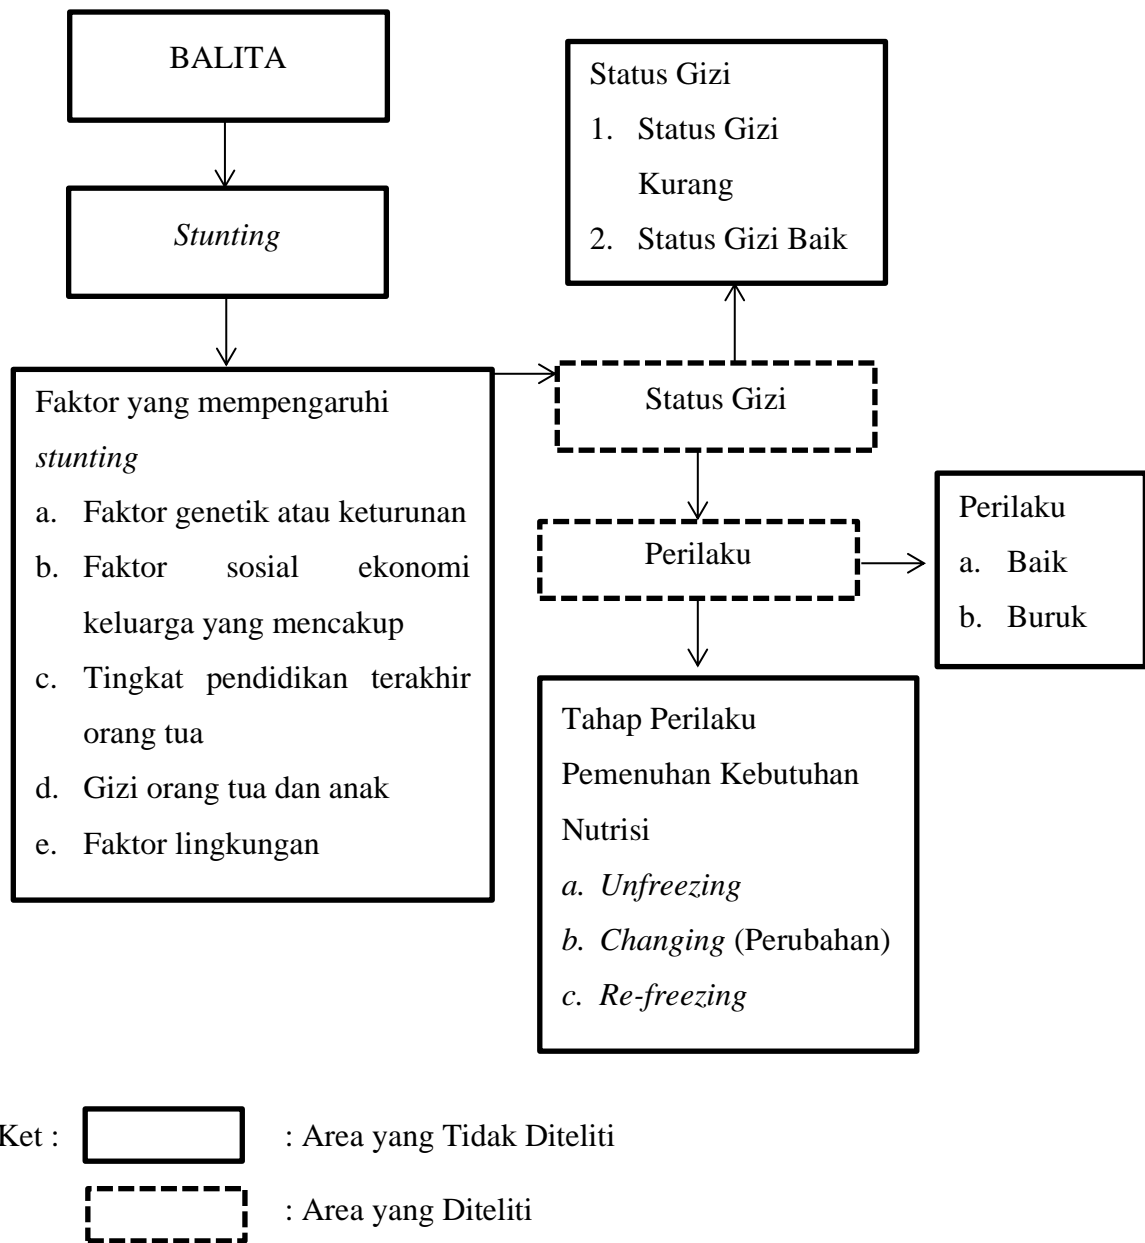 BALITA
Stunting
Faktor yang mempengaruhi
stunting
a. Faktor genetik atau keturunan
b. Faktor sosial ekonomi
keluarga yang mencakup
c. Tingkat pendidikan terakhir
orang tua
d. Gizi orang tua dan anak
e. Faktor lingkungan
Status Gizi
1. Status Gizi
Kurang
2. Status Gizi Baik
Status Gizi
Perilaku
Perilaku
a. Baik
b. Buruk
Tahap Perilaku
Pemenuhan Kebutuhan
Nutrisi
a. Unfreezing
b. Changing (Perubahan)
c. Re-freezing
Ket : : Area yang Tidak Diteliti
: Area yang Diteliti